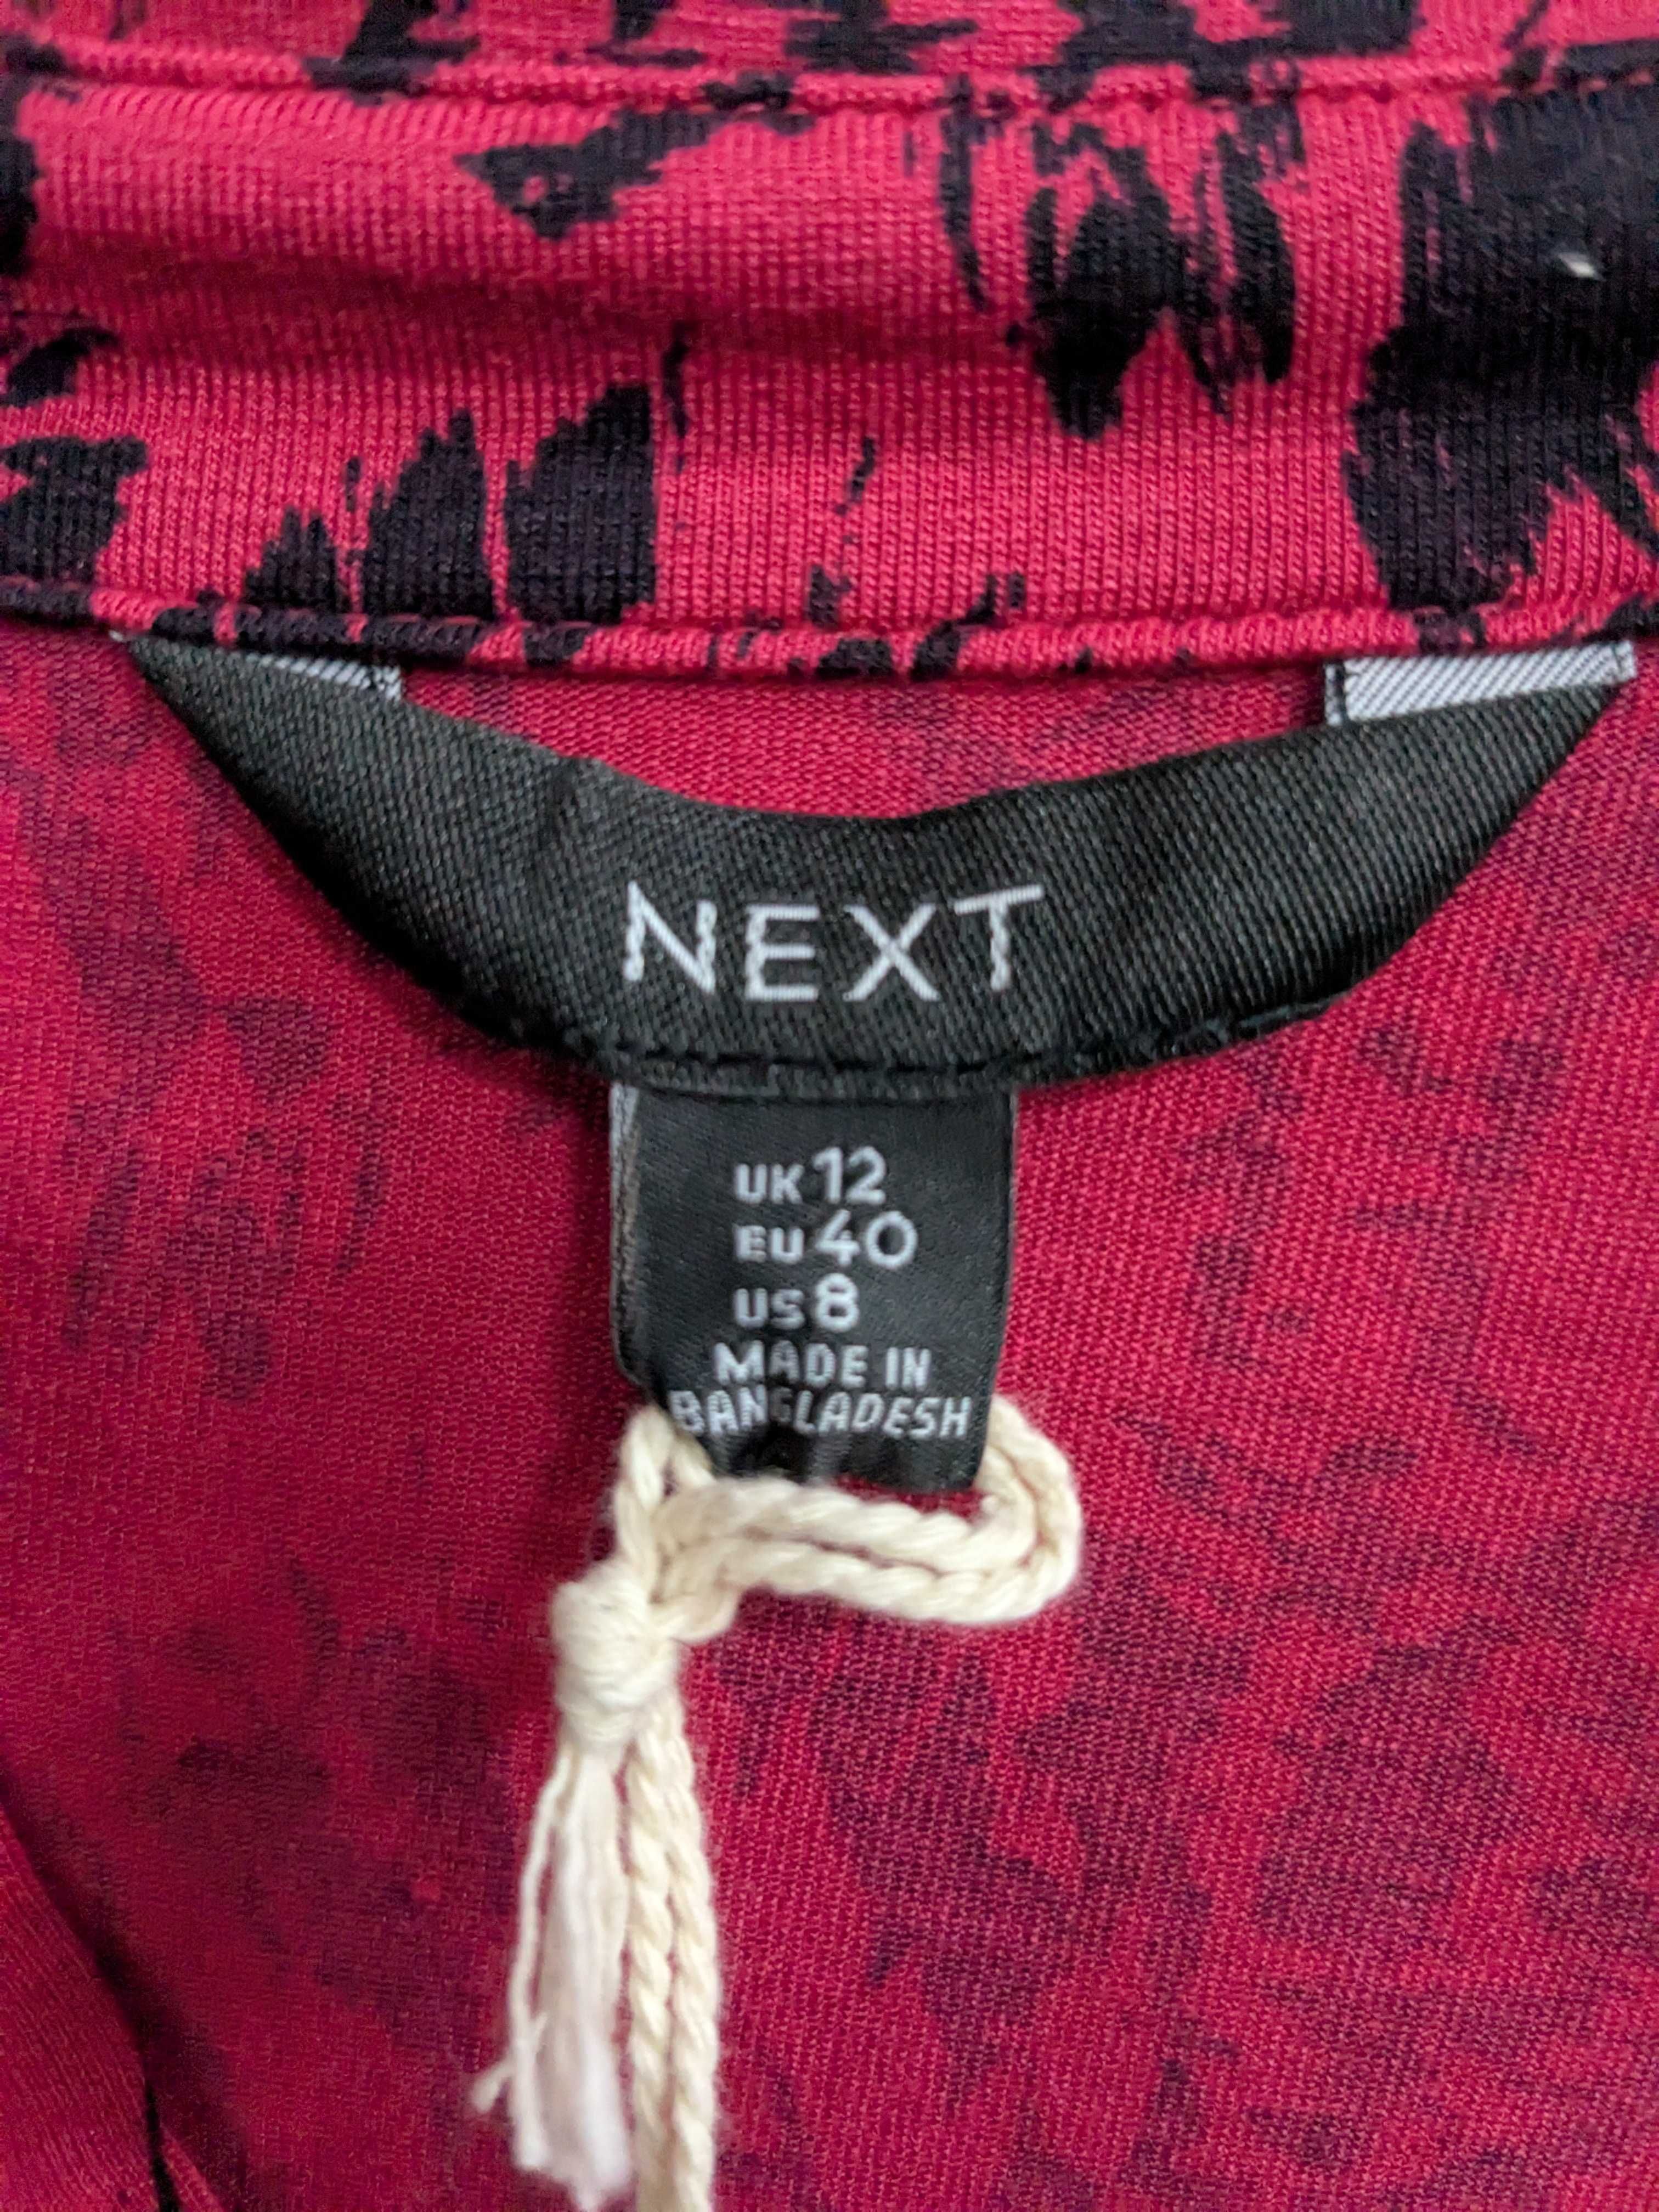 NEXT
UK 12
EU 40
US 8
MADE IN
BANGLADESH